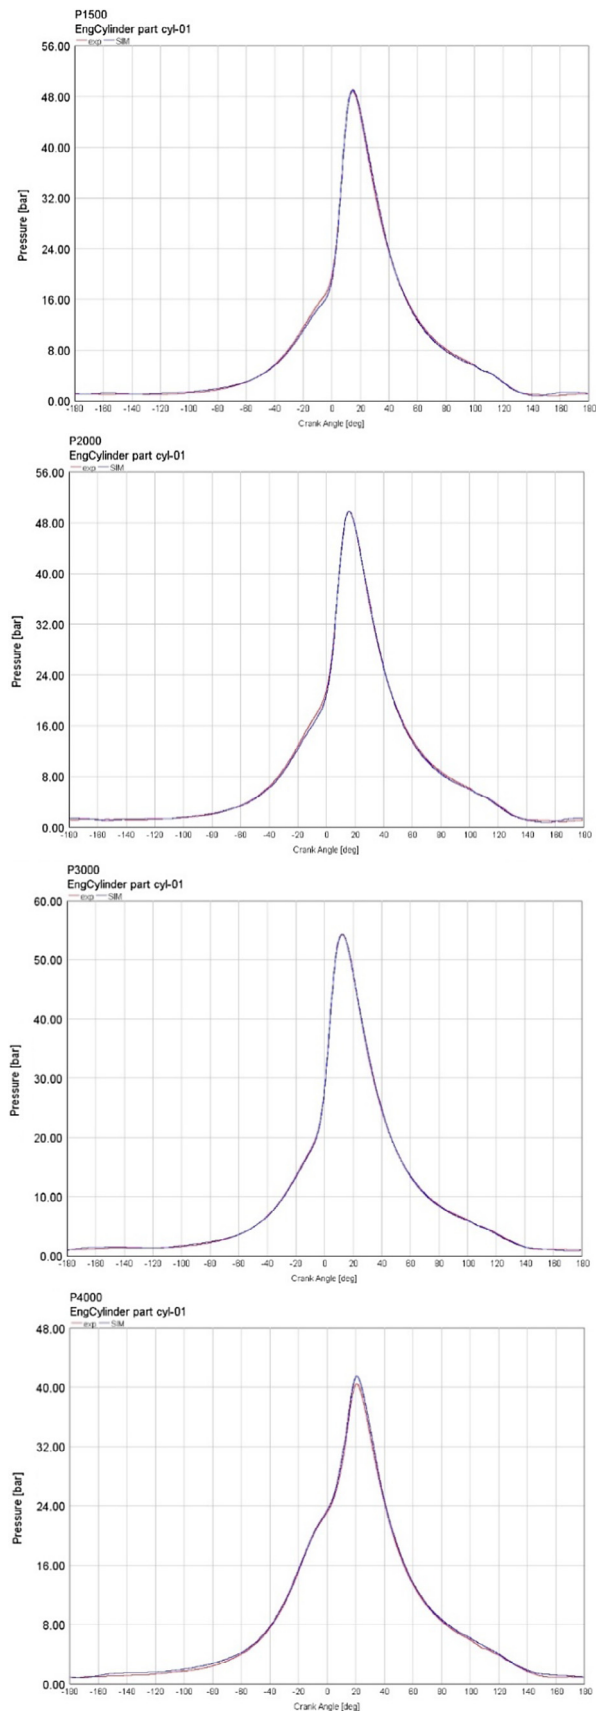 P1500
EngCylinder part cyl-01
exp SIM
56.00
48.00
40.00
32.00
24.00
16.00
8.00
0.00
Pressure [bar]
-180 -160 -140 -120 -100 -80 -60 -40 -20 0 20 40 60 80 100 120 140 160 180
Crank Angle [deg]
P2000
EngCylinder part cyl-01
exp SIM
56.00
48.00
40.00
32.00
24.00
16.00
8.00
0.00
Pressure [bar]
-180 -160 -140 -120 -100 -80 -60 -40 -20 0 20 40 60 80 100 120 140 160 180
Crank Angle [deg]
P3000
EngCylinder part cyl-01
exp SIM
60.00
50.00
40.00
30.00
20.00
10.00
0.00
Pressure [bar]
-180 -160 -140 -120 -100 -80 -60 -40 -20 0 20 40 60 80 100 120 140 160 180
Crank Angle [deg]
P4000
EngCylinder part cyl-01
exp SIM
48.00
40.00
32.00
24.00
16.00
8.00
0.00
Pressure [bar]
-180 -160 -140 -120 -100 -80 -60 -40 -20 0 20 40 60 80 100 120 140 160 180
Crank Angle [deg]